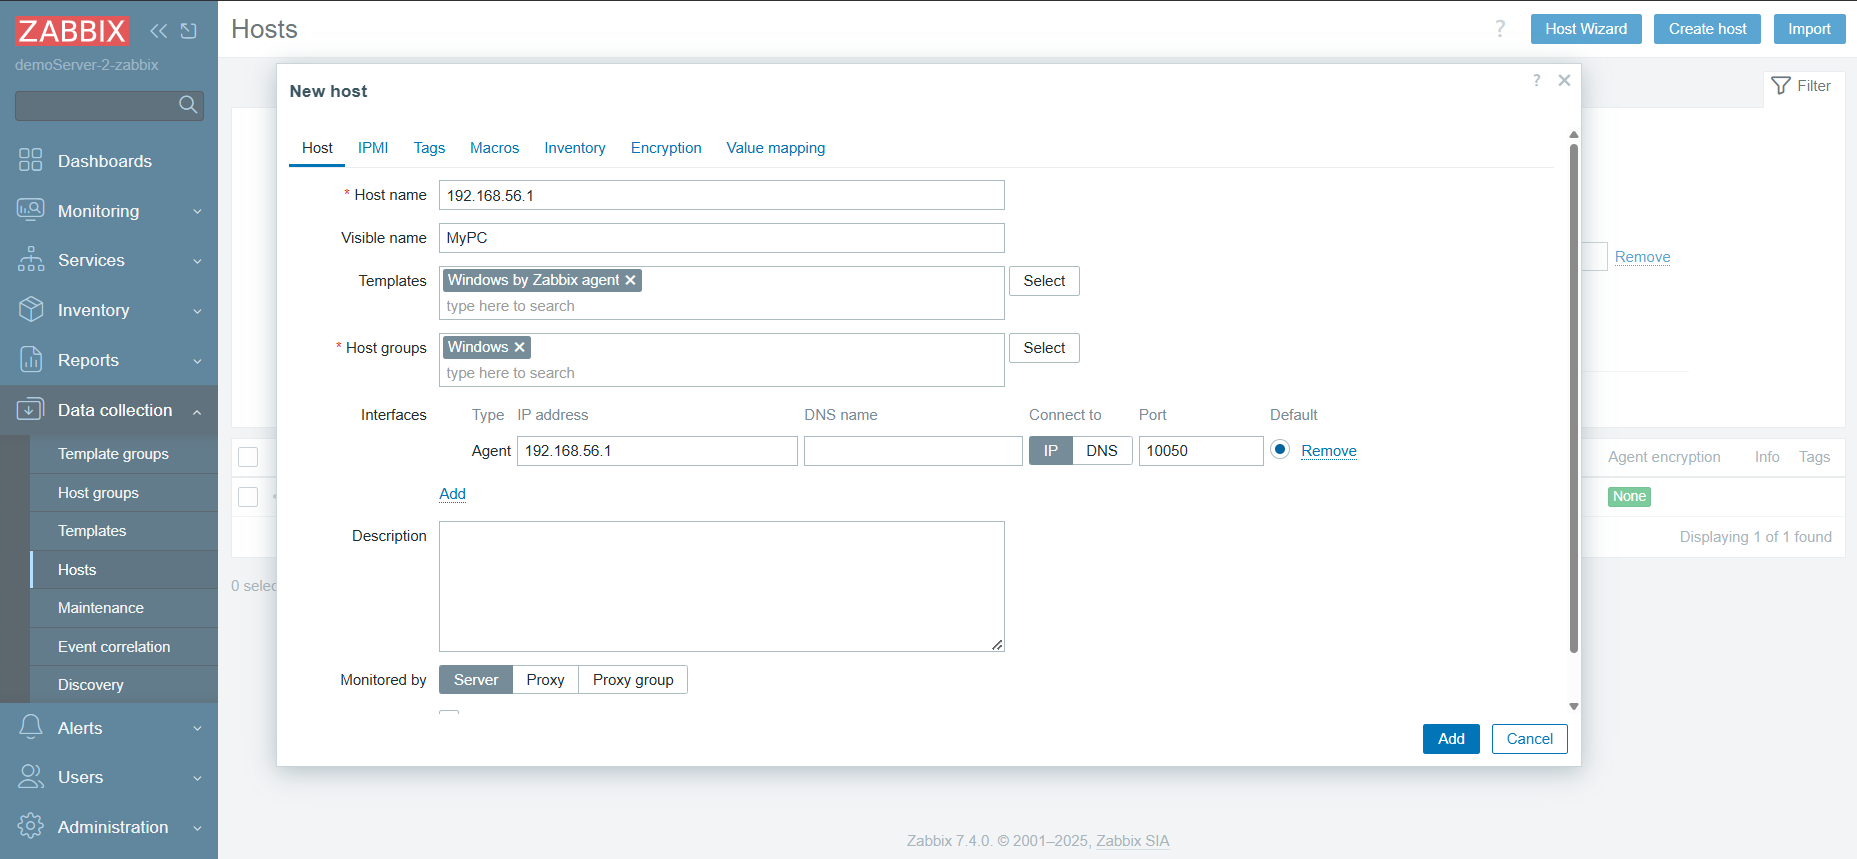 ZABBIX
demoServer-2-zabbix
Dashboards
Monitoring
Services
Inventory
Reports
Data collection
Template groups
Host groups
Templates
Hosts
Maintenance
Event correlation
Discovery
Alerts
Users
Administration
Hosts
? Host Wizard Create host Import
Filter
Remove
New host
?
Host IPMI Tags Macros Inventory Encryption Value mapping
* Host name 192.168.56.1
Visible name MyPC
Templates Windows by Zabbix agent Select
type here to search
* Host groups Windows Select
type here to search
Interfaces Type IP address DNS name Connect to Port Default
Agent 192.168.56.1 IP DNS 10050 Remove
Add
Description
Monitored by Server Proxy Proxy group
Add Cancel
Agent encryption Info Tags
None
Displaying 1 of 1 found
0 selec
Zabbix 7.4.0. © 2001–2025, Zabbix SIA